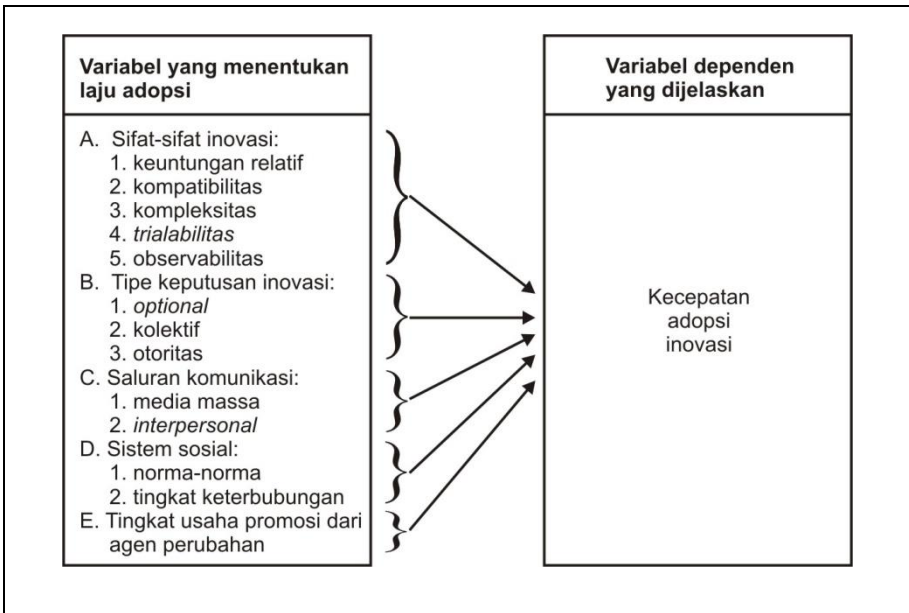 Variabel yang menentukan
laju adopsi
A. Sifat-sifat inovasi:
1. keuntungan relatif
2. kompatibilitas
3. kompleksitas
4. trialabilitas
5. observabilitas
B. Tipe keputusan inovasi:
1. optional
2. kolektif
3. otoritas
C. Saluran komunikasi:
1. media massa
2. interpersonal
D. Sistem sosial:
1. norma-norma
2. tingkat keterbubungan
E. Tingkat usaha promosi dari
agen perubahan
Variabel dependen
yang dijelaskan
Kecepatan
adopsi
inovasi